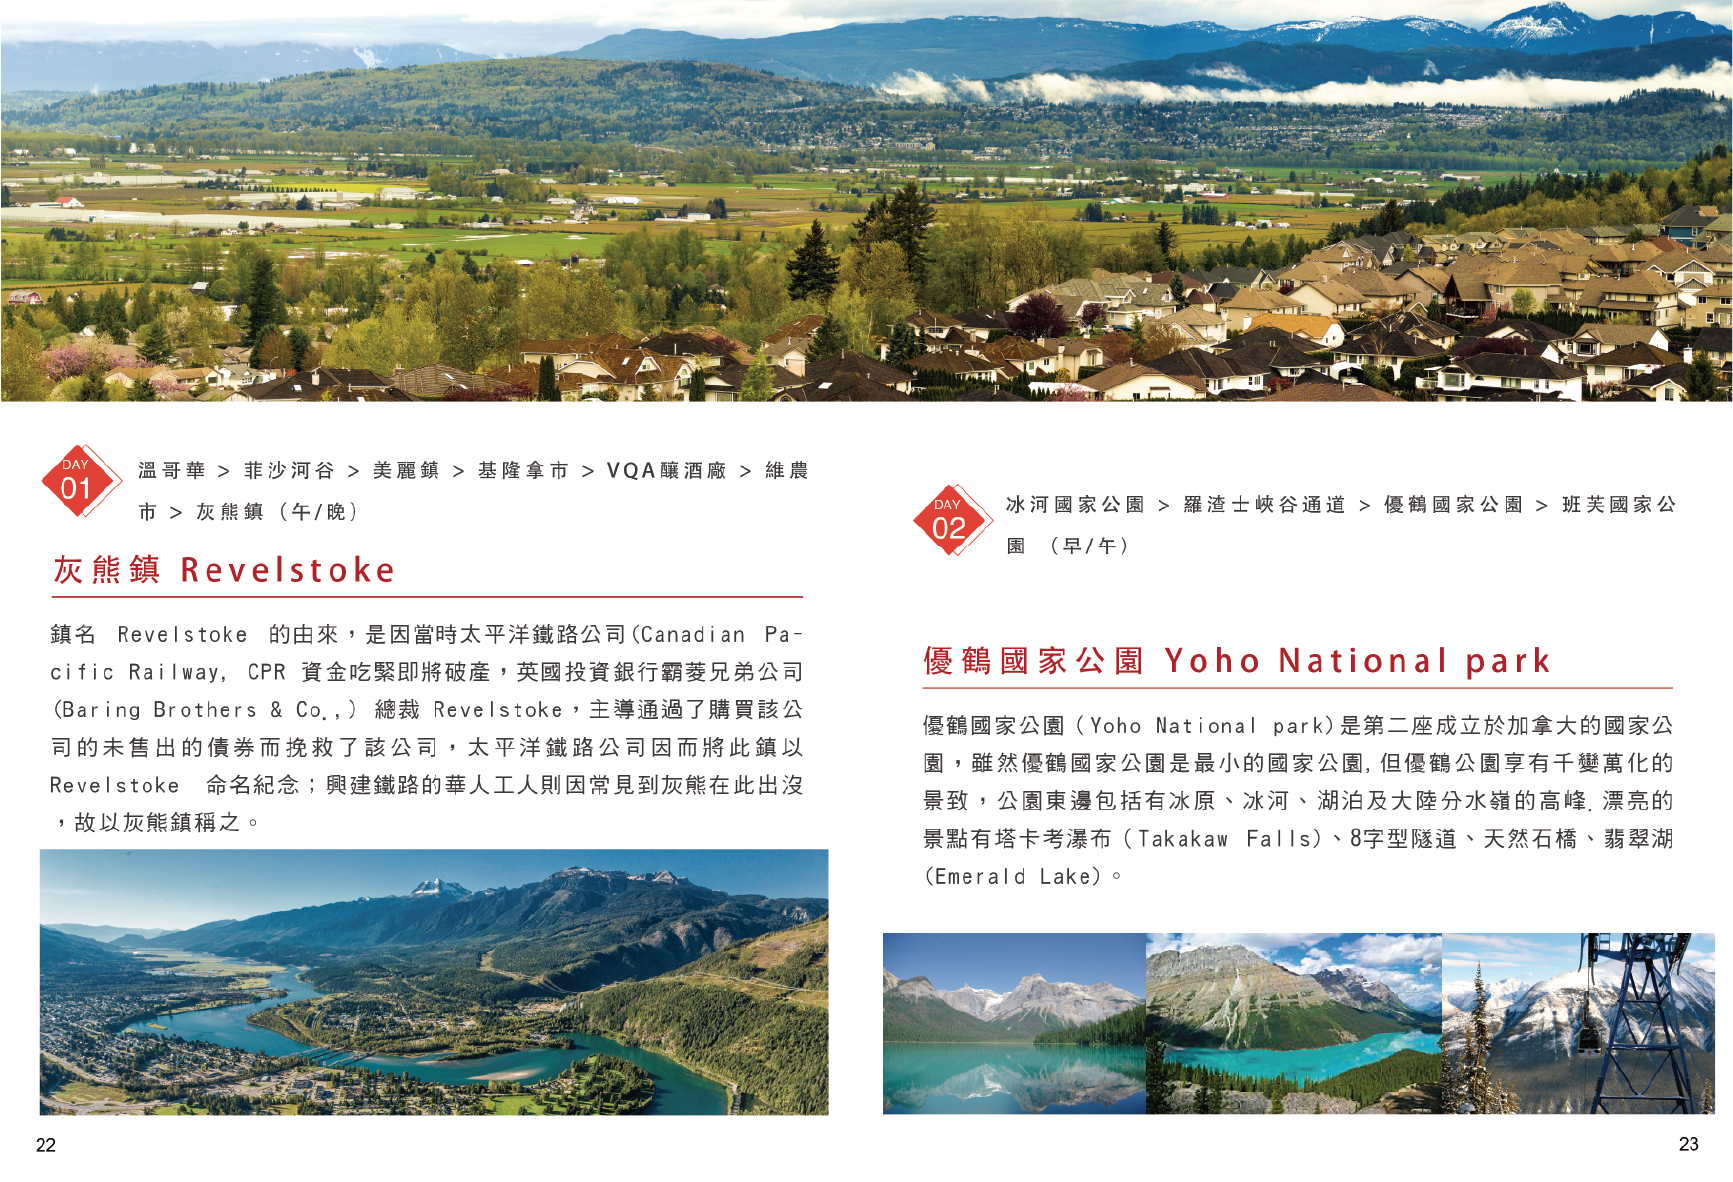 DAY
01
溫哥華 > 菲沙河谷 > 美麗鎮 > 基隆拿市 > VQA釀酒廠 > 維農
市 > 灰熊鎮（午/晚）
灰熊鎮 Revelstoke
鎮名 Revelstoke 的由來，是因當時太平洋鐵路公司(Canadian Pa-
cific Railway, CPR 資金吃緊即將破產，英國投資銀行霸菱兄弟公司
(Baring Brothers & Co.,) 總裁 Revelstoke，主導通過了購買該公
司的未售出的債券而挽救了該公司，太平洋鐵路公司因而將此鎮以
Revelstoke 命名紀念；興建鐵路的華人工人則因常見到灰熊在此出沒
，故以灰熊鎮稱之。
22
DAY
02
冰河國家公園 > 羅渣士峽谷通道 > 優鶴國家公園 > 班芙國家公
園 （早/午）
優鶴國家公園 Yoho National park
優鶴國家公園（Yoho National park)是第二座成立於加拿大的國家公
園，雖然優鶴國家公園是最小的國家公園,但優鶴公園享有千變萬化的
景致，公園東邊包括有冰原、冰河、湖泊及大陸分水嶺的高峰.漂亮的
景點有塔卡考瀑布（Takakaw Falls)、8字型隧道、天然石橋、翡翠湖
(Emerald Lake)。
23